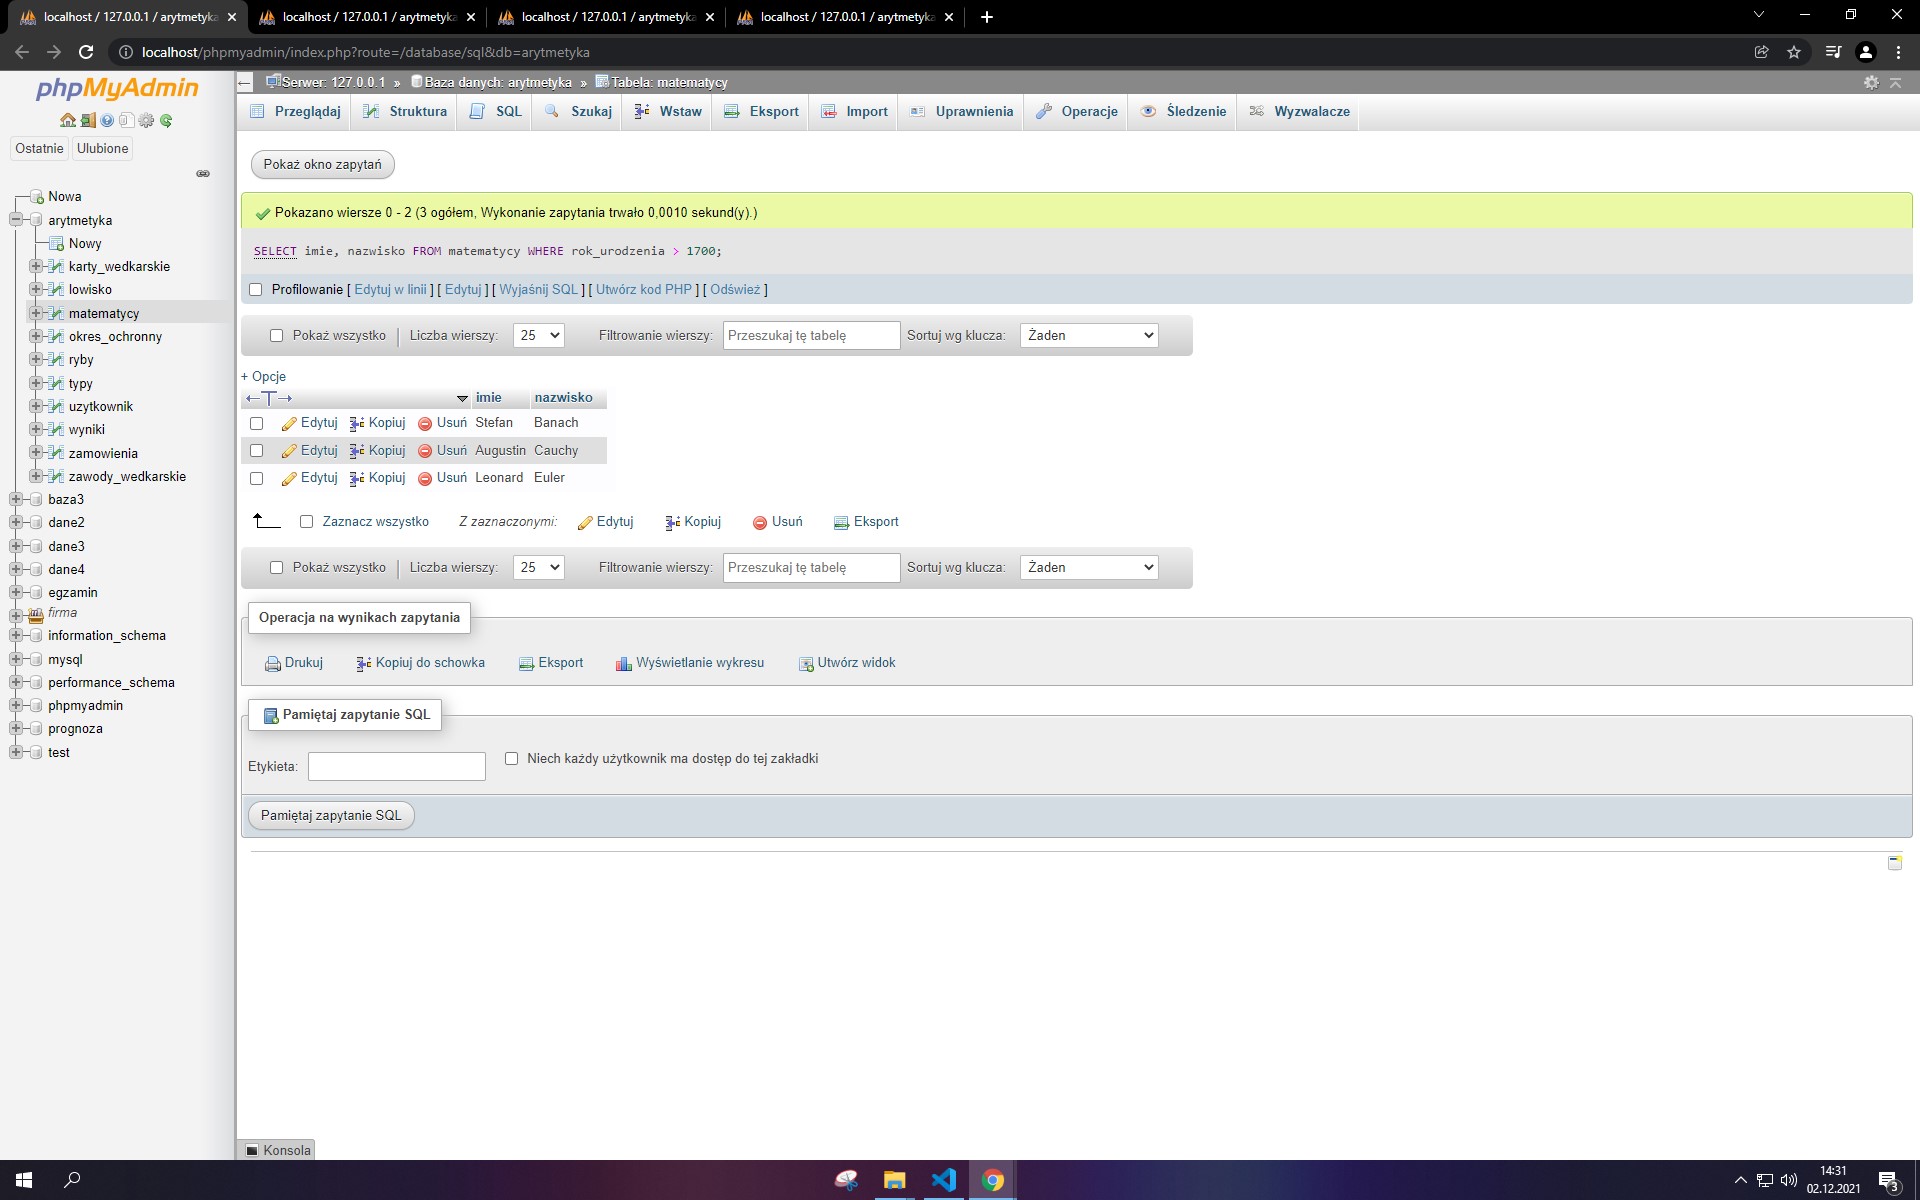 localhost / 127.0.0.1 / arytmetyka
localhost / 127.0.0.1 / arytmetyka
localhost / 127.0.0.1 / arytmetyka
localhost / 127.0.0.1 / arytmetyka
localhost/phpmyadmin/index.php?route=/database/sql&db=arytmetyka
phpMyAdmin
Ostatnie Ulubione
Nowa
arytmetyka
Nowy
karty_wedkarskie
lowisko
matematycy
okres_ochronny
ryby
typy
uzytkownik
wyniki
zamowienia
zawody_wedkarskie
baza3
dane2
dane3
dane4
egzamin
firma
information_schema
mysql
performance_schema
phpmyadmin
prognoza
test
Serwer: 127.0.0.1 » Baza danych: arytmetyka » Tabela: matematycy
Przeglądaj Struktura SQL Szukaj Wstaw Eksport Import Uprawnienia Operacje Śledzenie Wyzwalacze
Pokaż okno zapytań
Pokazano wiersze 0 - 2 (3 ogółem, Wykonanie zapytania trwało 0,0010 sekund(y).)
SELECT imie, nazwisko FROM matematycy WHERE rok_urodzenia > 1700;
Profilowanie [ Edytuj w linii ] [ Edytuj ] [ Wyjaśnij SQL ] [ Utwórz kod PHP ] [ Odśwież ]
Pokaż wszystko | Liczba wierszy: 25 Filtrowanie wierszy: Przeszukaj tę tabelę Sortuj wg klucza: Żaden
+ Opcje
←T→ imie nazwisko
Edytuj Kopiuj Usuń Stefan Banach
Edytuj Kopiuj Usuń Augustin Cauchy
Edytuj Kopiuj Usuń Leonard Euler
Zaznacz wszystko Z zaznaczonymi: Edytuj Kopiuj Usuń Eksport
Pokaż wszystko | Liczba wierszy: 25 Filtrowanie wierszy: Przeszukaj tę tabelę Sortuj wg klucza: Żaden
Operacja na wynikach zapytania
Drukuj Kopiuj do schowka Eksport Wyświetlanie wykresu Utwórz widok
Pamiętaj zapytanie SQL
Etykieta: Niech każdy użytkownik ma dostęp do tej zakładki
Pamiętaj zapytanie SQL
Konsola
14:31
02.12.2021
3